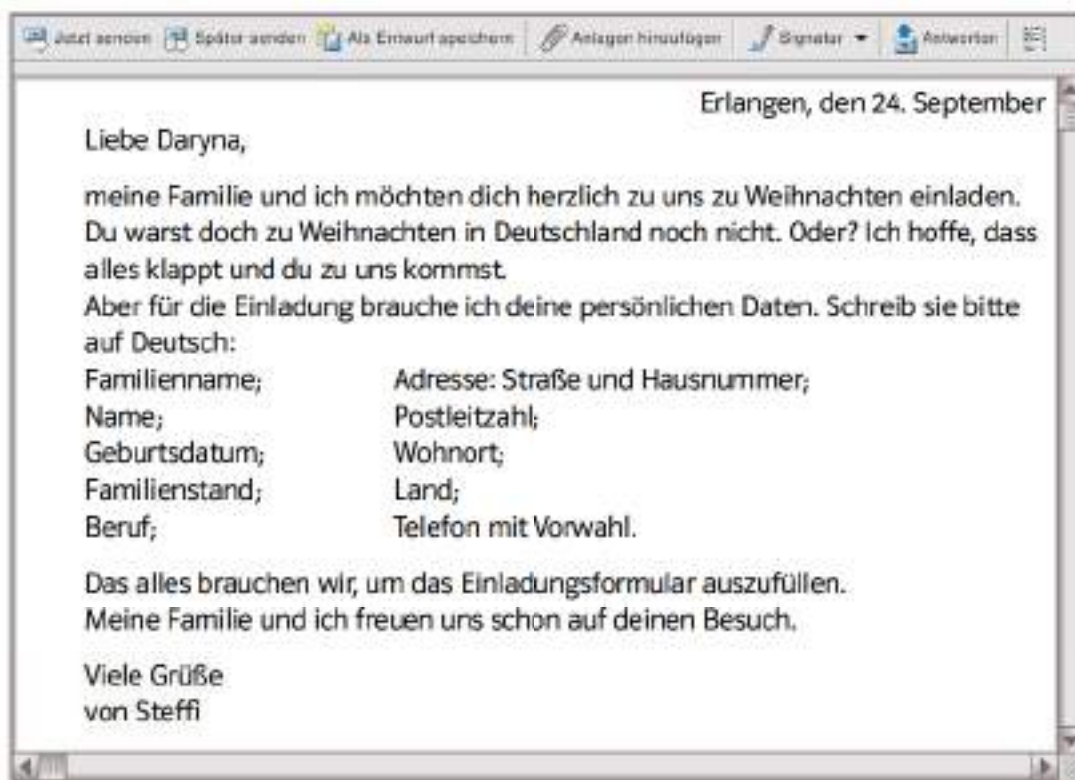 Jetzt senden Später senden Als Entwurf speichern Anlagen hinzufügen Signatur Antworten
Erlangen, den 24. September
Liebe Daryna,
meine Familie und ich möchten dich herzlich zu uns zu Weihnachten einladen.
Du warst doch zu Weihnachten in Deutschland noch nicht. Oder? Ich hoffe, dass
alles klappt und du zu uns kommst.
Aber für die Einladung brauche ich deine persönlichen Daten. Schreib sie bitte
auf Deutsch:
Familienname; Adresse: Straße und Hausnummer;
Name; Postleitzahl;
Geburtsdatum; Wohnort;
Familienstand; Land;
Beruf; Telefon mit Vorwahl.
Das alles brauchen wir, um das Einladungsformular auszufüllen.
Meine Familie und ich freuen uns schon auf deinen Besuch.
Viele Grüße
von Steffi